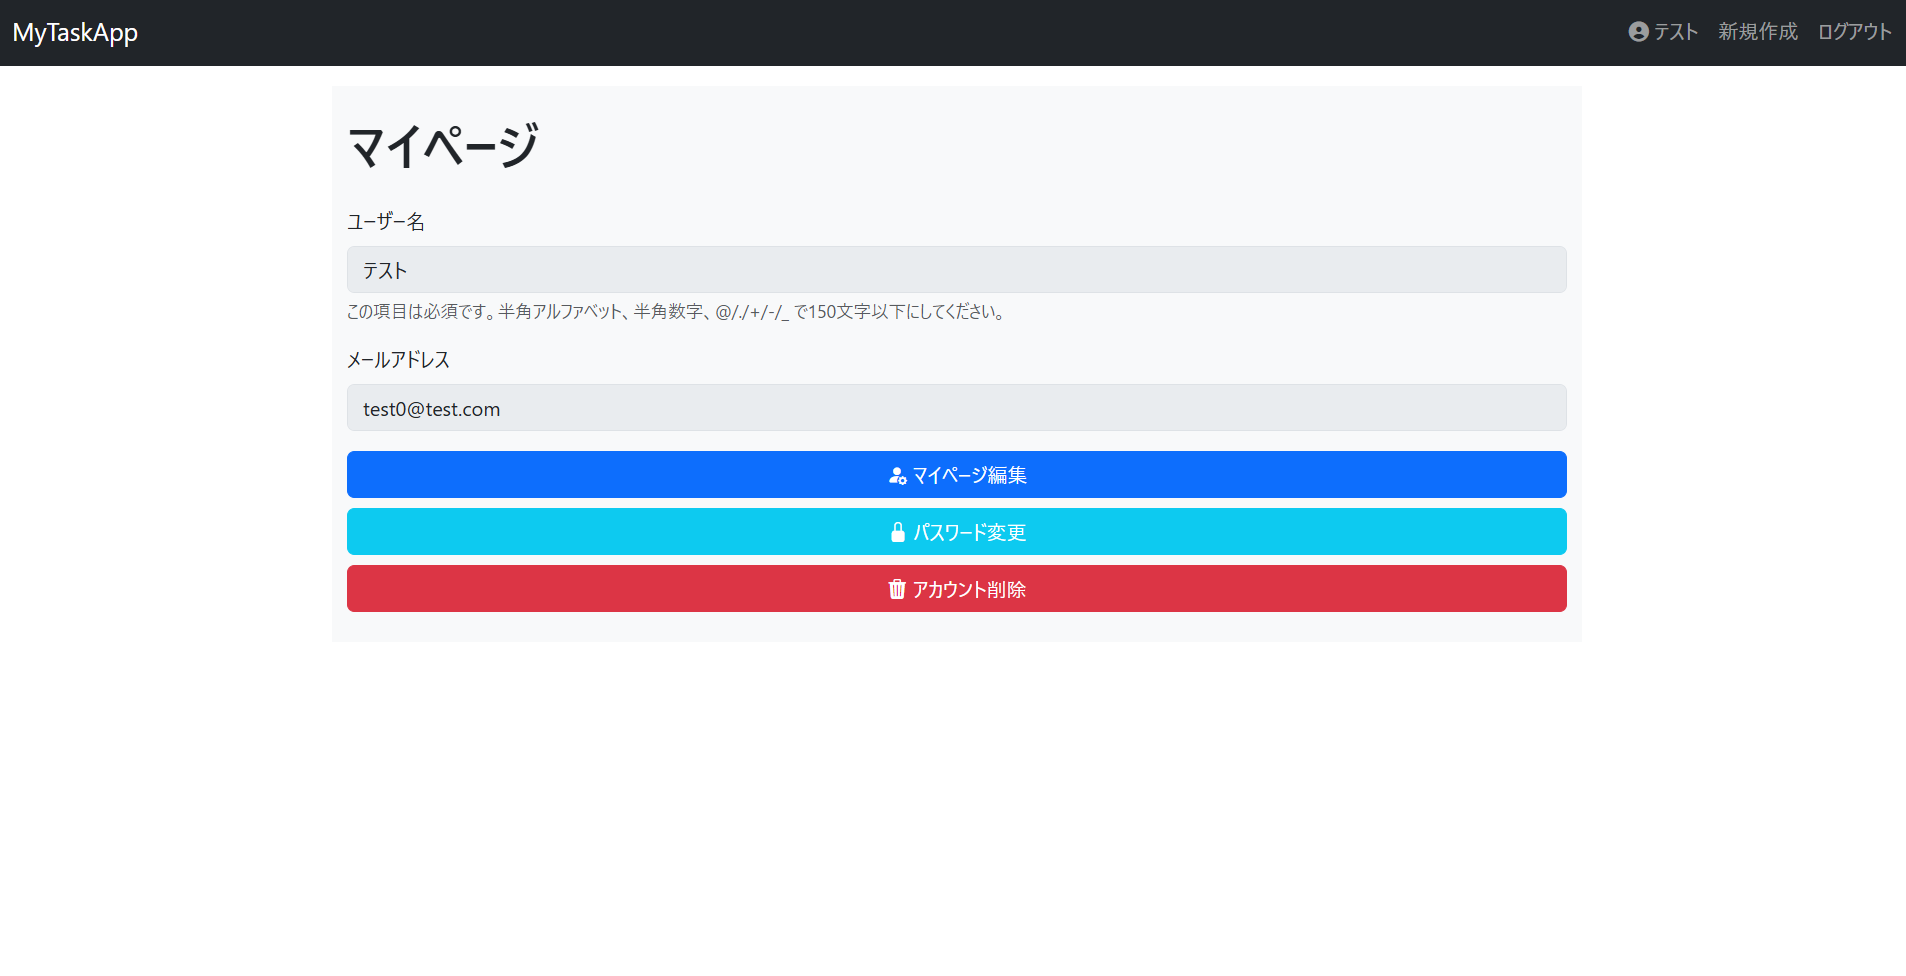 MyTaskApp
テスト 新規作成 ログアウト
マイページ
ユーザー名
テスト
この項目は必須です。半角アルファベット、半角数字、@/./+/-/_ で150文字以下にしてください。
メールアドレス
test0@test.com
マイページ編集
パスワード変更
アカウント削除